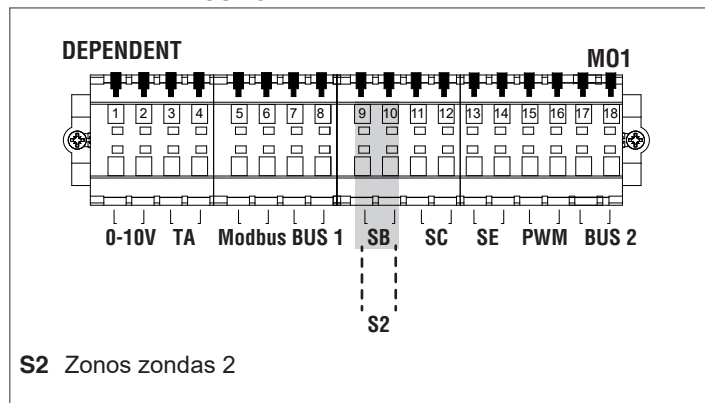 DEPENDENT
M01
1 2 3 4 5 6 7 8 9 10 11 12 13 14 15 16 17 18
0-10V TA Modbus BUS 1 SB SC SE PWM BUS 2
S2
S2 Zonos zondas 2